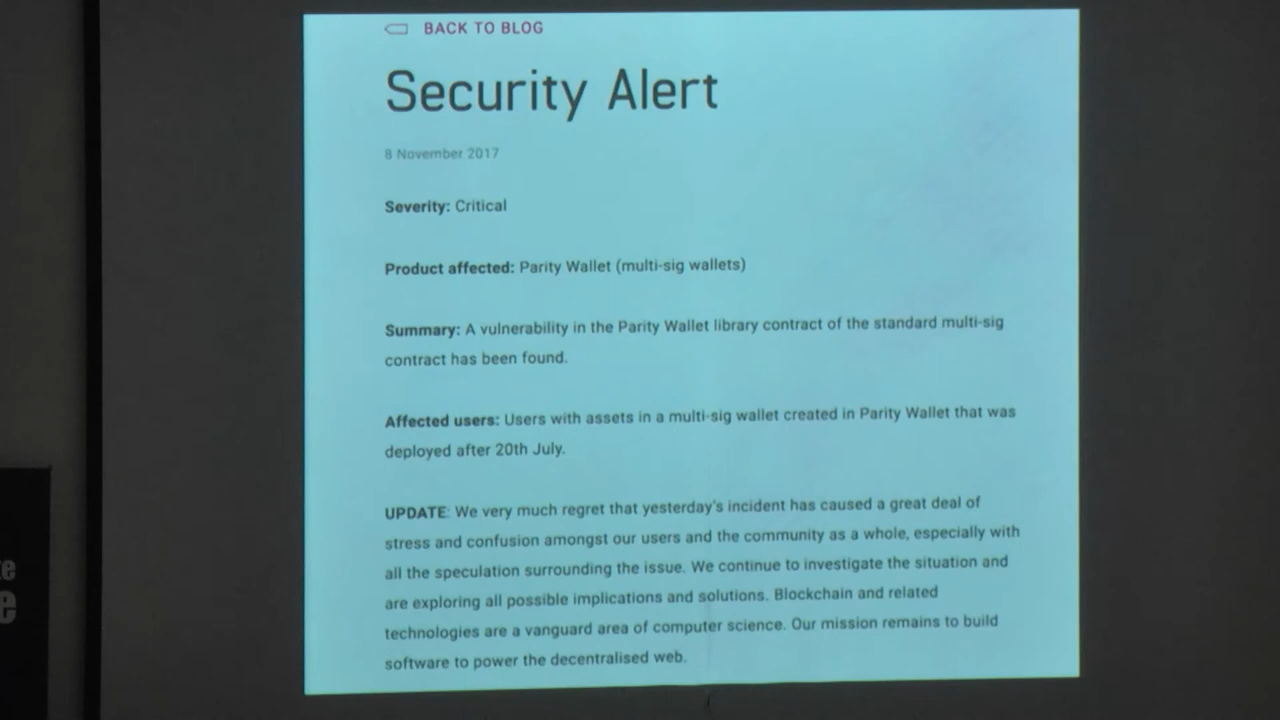 BACK TO BLOG
Security Alert
8 November 2017
Severity: Critical
Product affected: Parity Wallet (multi-sig wallets)
Summary: A vulnerability in the Parity Wallet library contract of the standard multi-sig
contract has been found.
Affected users: Users with assets in a multi-sig wallet created in Parity Wallet that was
deployed after 20th July.
UPDATE: We very much regret that yesterday's incident has caused a great deal of
stress and confusion amongst our users and the community as a whole, especially with
all the speculation surrounding the issue. We continue to investigate the situation and
are exploring all possible implications and solutions. Blockchain and related
technologies are a vanguard area of computer science. Our mission remains to build
software to power the decentralised web.